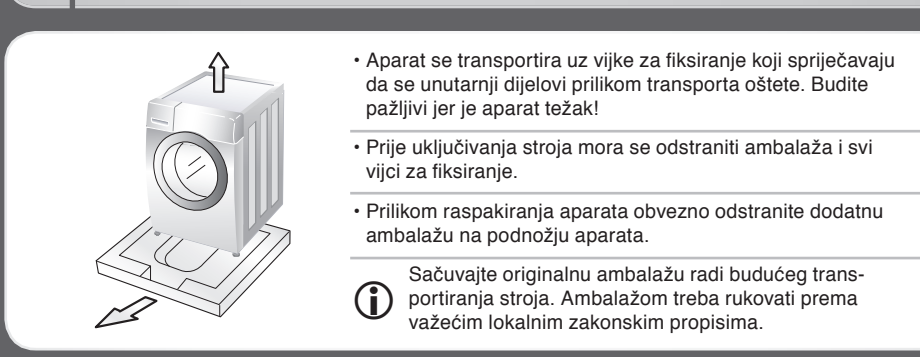 • Aparat se transportira uz vijke za fiksiranje koji spriječavaju
da se unutarnji dijelovi prilikom transporta oštete. Budite
pažljivi jer je aparat težak!
• Prije uključivanja stroja mora se odstraniti ambalaža i svi
vijci za fiksiranje.
• Prilikom raspakiranja aparata obvezno odstranite dodatnu
ambalažu na podnožju aparata.
Sačuvajte originalnu ambalažu radi budućeg trans-
portiranja stroja. Ambalažom treba rukovati prema
važećim lokalnim zakonskim propisima.